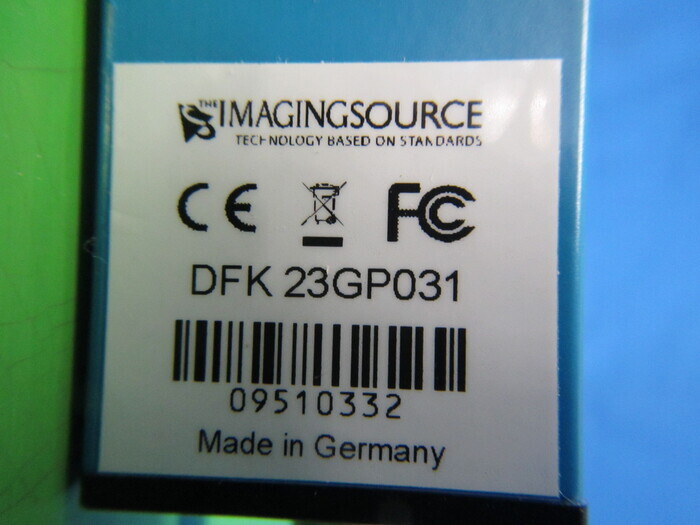 THE IMAGINGSOURCE
TECHNOLOGY BASED ON STANDARDS
CE FC
DFK 23GP031
09510332
Made in Germany